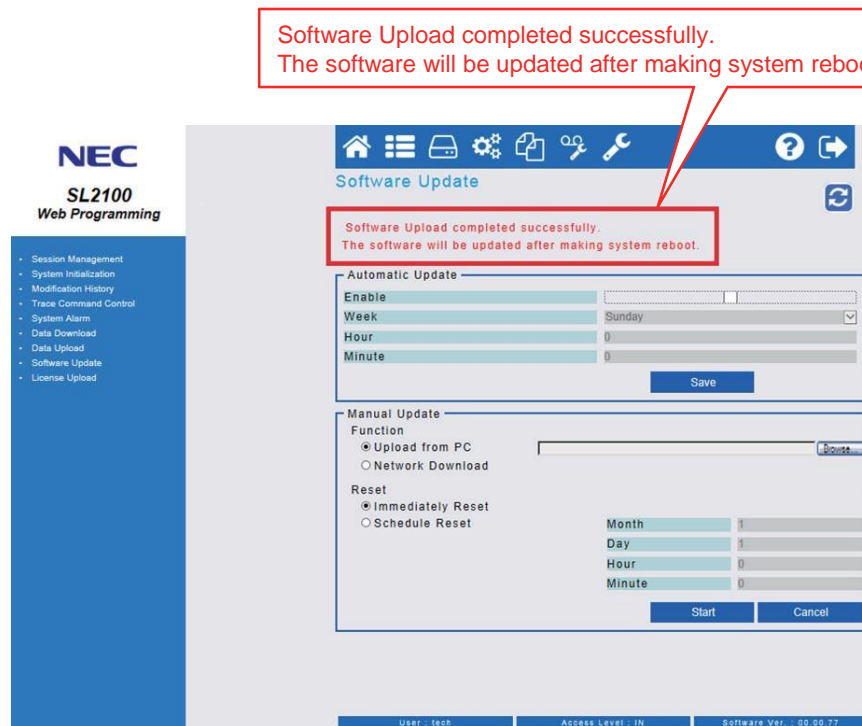 Software Upload completed successfully.
The software will be updated after making system
NEC
SL2100
Web Programming
Session Management
System Initialization
Modification History
Trace Command Control
System Alarm
Data Download
Data Upload
Software Update
License Upload
Software Update
Software Upload completed successfully.
The software will be updated after making system reboot.
Automatic Update
Enable
Week Sunday
Hour 0
Minute 0
Save
Manual Update
Function
Upload from PC Browse...
Network Download
Reset
Immediately Reset
Schedule Reset Month 1
Day 1
Hour 0
Minute 0
Start Cancel
User : tech Access Level : IN Software Ver. : 00.00.77